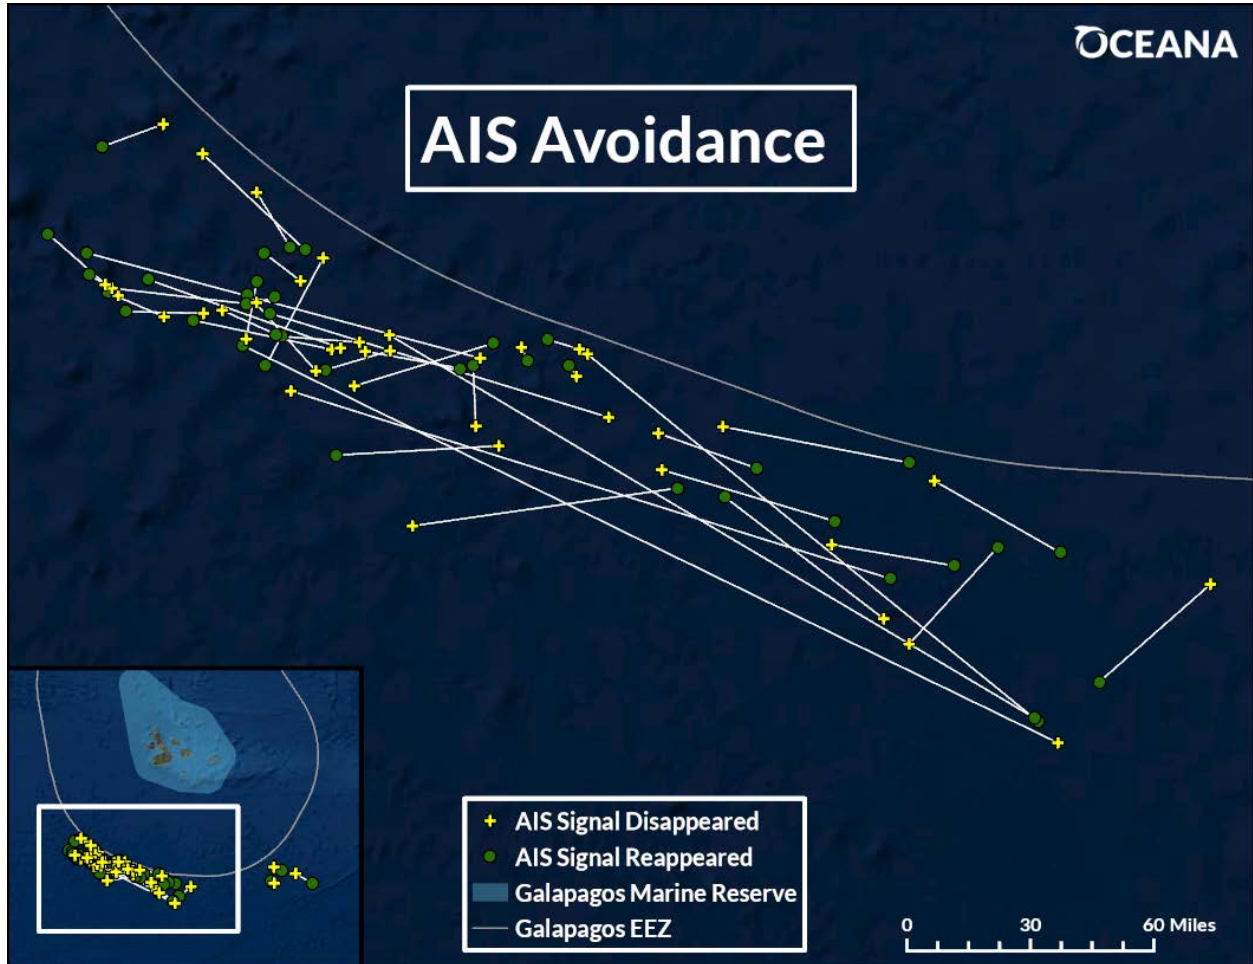 OCEANA
AIS Avoidance
AIS Signal Disappeared
AIS Signal Reappeared
Galapagos Marine Reserve
Galapagos EEZ
0 30 60 Miles